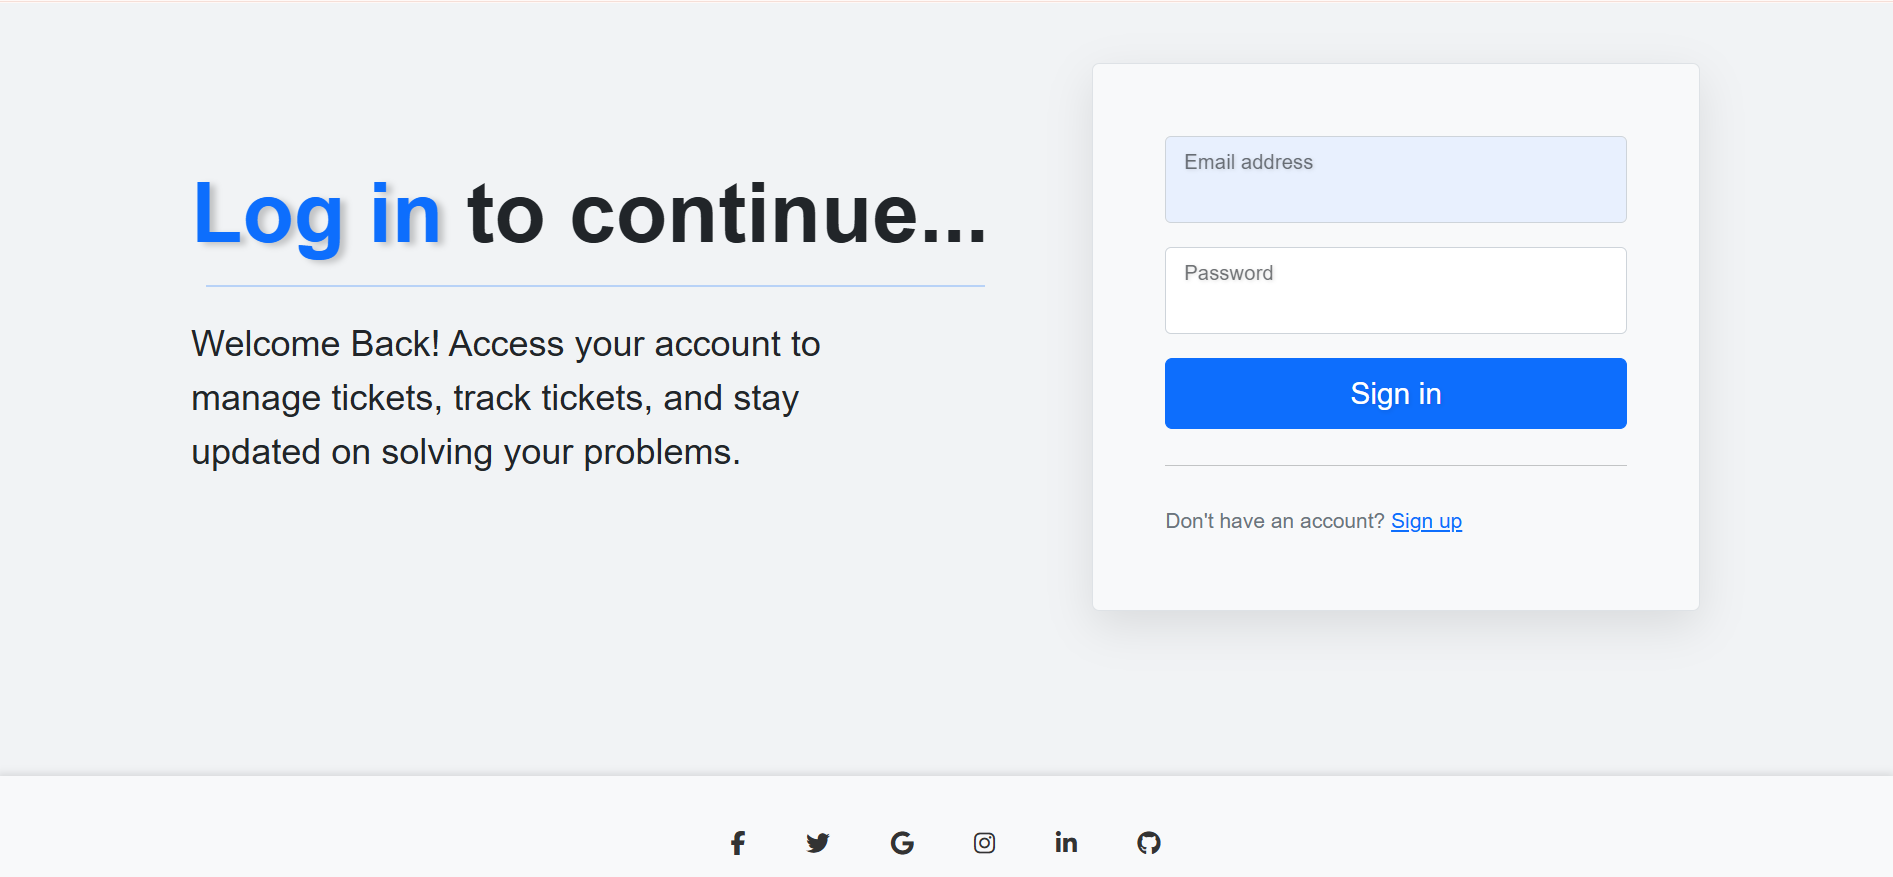 Log in to continue...
Welcome Back! Access your account to
manage tickets, track tickets, and stay
updated on solving your problems.
Email address
Password
Sign in
Don't have an account? Sign up